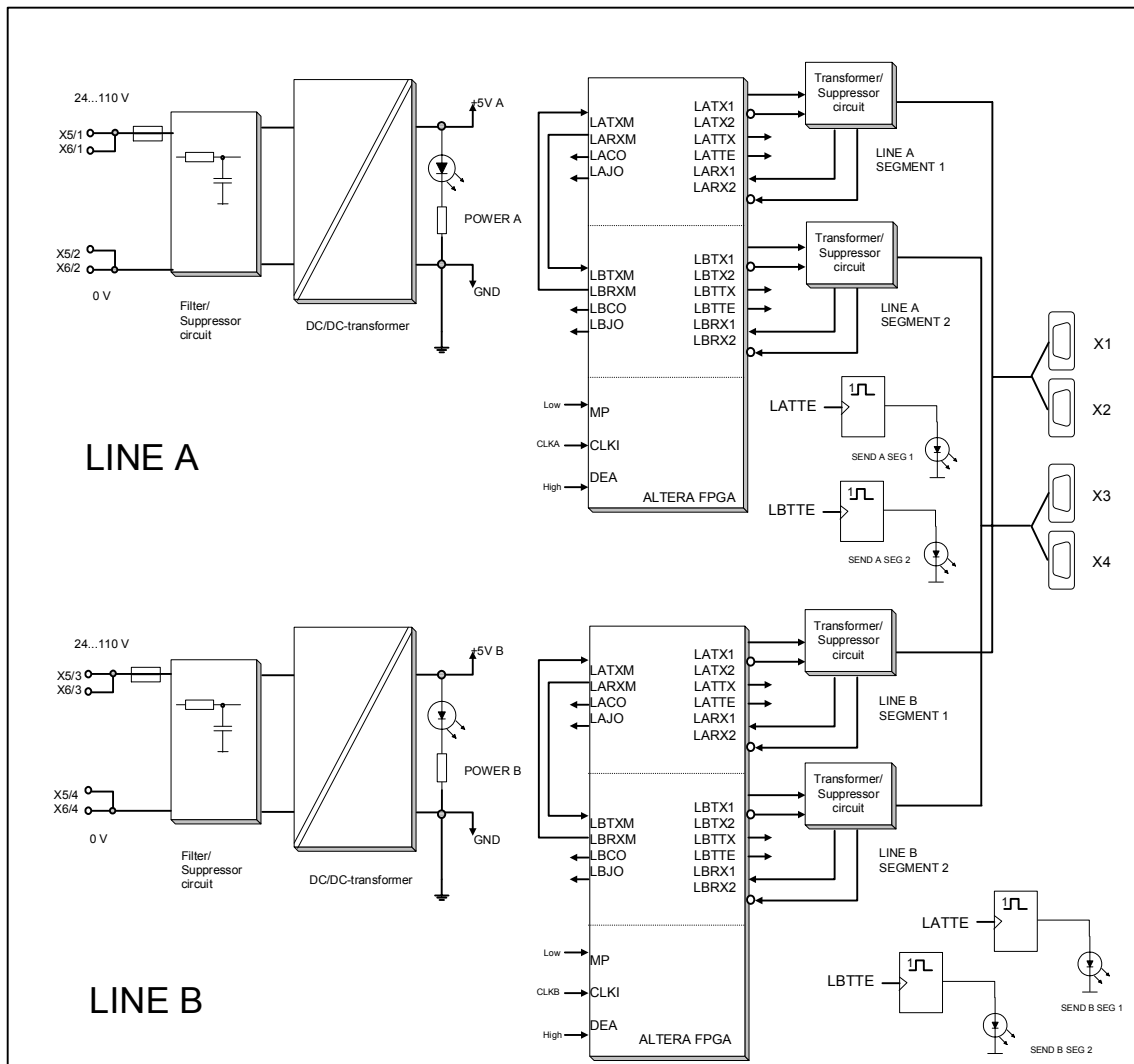 24...110 V
X5/1
X6/1
X5/2
X6/2
0 V
Filter/
Suppressor
circuit
DC/DC-transformer
+5V A
POWER A
GND
LATXM
LARXM
LACO
LAJO
LBTXM
LBRXM
LBCO
LBJO
Low
MP
CLKA
CLKI
High
DEA
ALTERA FPGA
LATX1
LATX2
LATTX
LATTE
LARX1
LARX2
LBTX1
LBTX2
LBTTX
LBTTE
LBRX1
LBRX2
Transformer/
Suppressor
circuit
LINE A
SEGMENT 1
Transformer/
Suppressor
circuit
LINE A
SEGMENT 2
LATTE
1
SEND A SEG 1
LBTTE
1
SEND A SEG 2
X1
X2
X3
X4
LINE A
24...110 V
X5/3
X6/3
X5/4
X6/4
0 V
Filter/
Suppressor
circuit
DC/DC-transformer
+5V B
POWER B
GND
LATXM
LARXM
LACO
LAJO
LBTXM
LBRXM
LBCO
LBJO
Low
MP
CLKB
CLKI
High
DEA
ALTERA FPGA
LATX1
LATX2
LATTX
LATTE
LARX1
LARX2
LBTX1
LBTX2
LBTTX
LBTTE
LBRX1
LBRX2
Transformer/
Suppressor
circuit
LINE B
SEGMENT 1
Transformer/
Suppressor
circuit
LINE B
SEGMENT 2
LATTE
1
SEND B SEG 1
LBTTE
1
SEND B SEG 2
LINE B